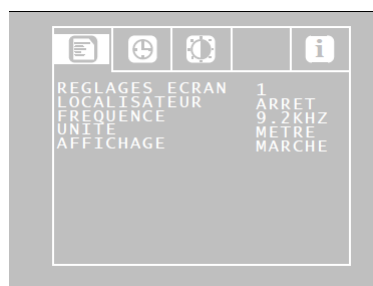 REGLAGES ECRAN 1
LOCALISATEUR ARRET
FREQUENCE 9.2KHZ
UNITE METRE
AFFICHAGE MARCHE